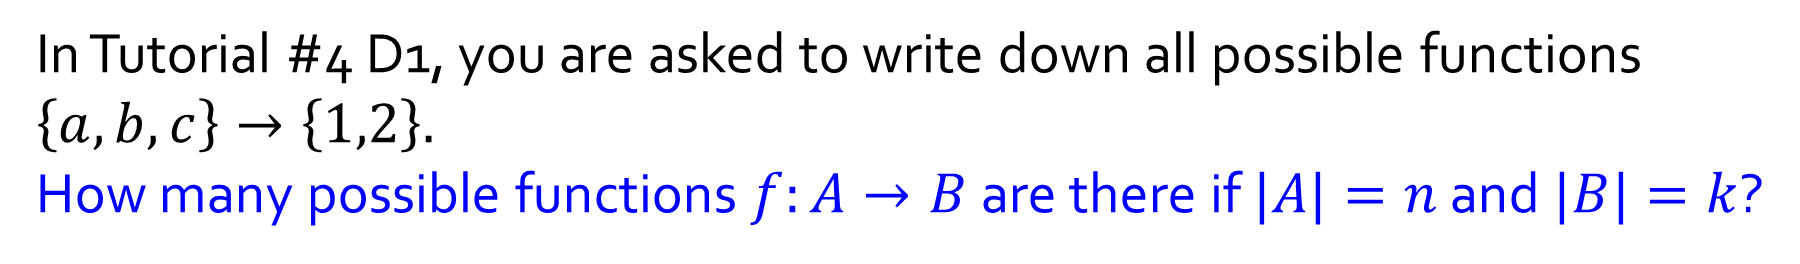 In Tutorial #4 D1, you are asked to write down all possible functions
{𝑎, 𝑏, 𝑐} → {1,2}.
How many possible functions 𝑓: 𝐴 → 𝐵 are there if |𝐴| = 𝑛 and |𝐵| = 𝑘?